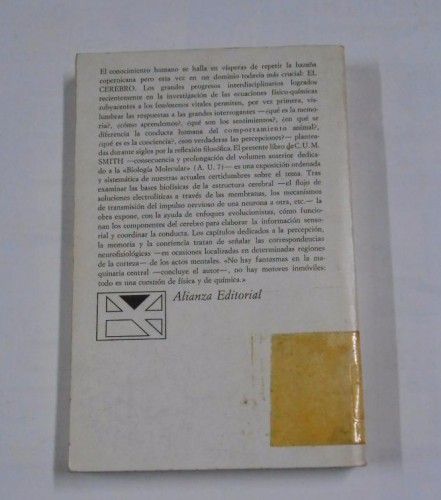 El conocimiento humano se halla en vísperas de repetir la hazaña
copernicana pero esta vez en un dominio todavía más crucial: EL
CEREBRO. Los grandes progresos interdisciplinarios logrados
recientemente en la investigación de las ecuaciones físico-químicas
subyacentes a los fenómenos vitales permiten, por vez primera, vis-
lumbrar las respuestas a las grandes interrogantes —¿qué es la memo-
ria?, ¿cómo aprendemos?, ¿qué son los sentimientos?, ¿en qué se
diferencia la conducta humana del comportamiento animal?,
¿qué es la conciencia?, ¿son verdaderas las percepciones?— plantea-
das durante siglos por la reflexión filosófica. El presente libro de C. U. M.
SMITH —consecuencia y prolongación del volumen anterior dedica-
do a la «Biología Molecular» (A. U. 7)— es una exposición ordenada
y sistemática de nuestras actuales certidumbres sobre el tema. Tras
examinar las bases biofísicas de la estructura cerebral —el flujo de
soluciones electrolíticas a través de las membranas, los mecanismos
de transmisión del impulso nervioso de una neurona a otra, etc.— la
obra expone, con la ayuda de enfoques evolucionistas, cómo funcio-
nan los componentes del cerebro para elaborar la información senso-
rial y coordinar la conducta. Los capítulos dedicados a la percepción,
la memoria y la conciencia tratan de señalar las correspondencias
neurofisiológicas —en ocasiones localizadas en determinadas regiones
de la corteza— de los actos mentales. «No hay fantasmas en la ma-
quinaria cerebral —concluye el autor—, no hay motores inmóviles:
todo es una cuestión de física y de química.»
Alianza Editorial